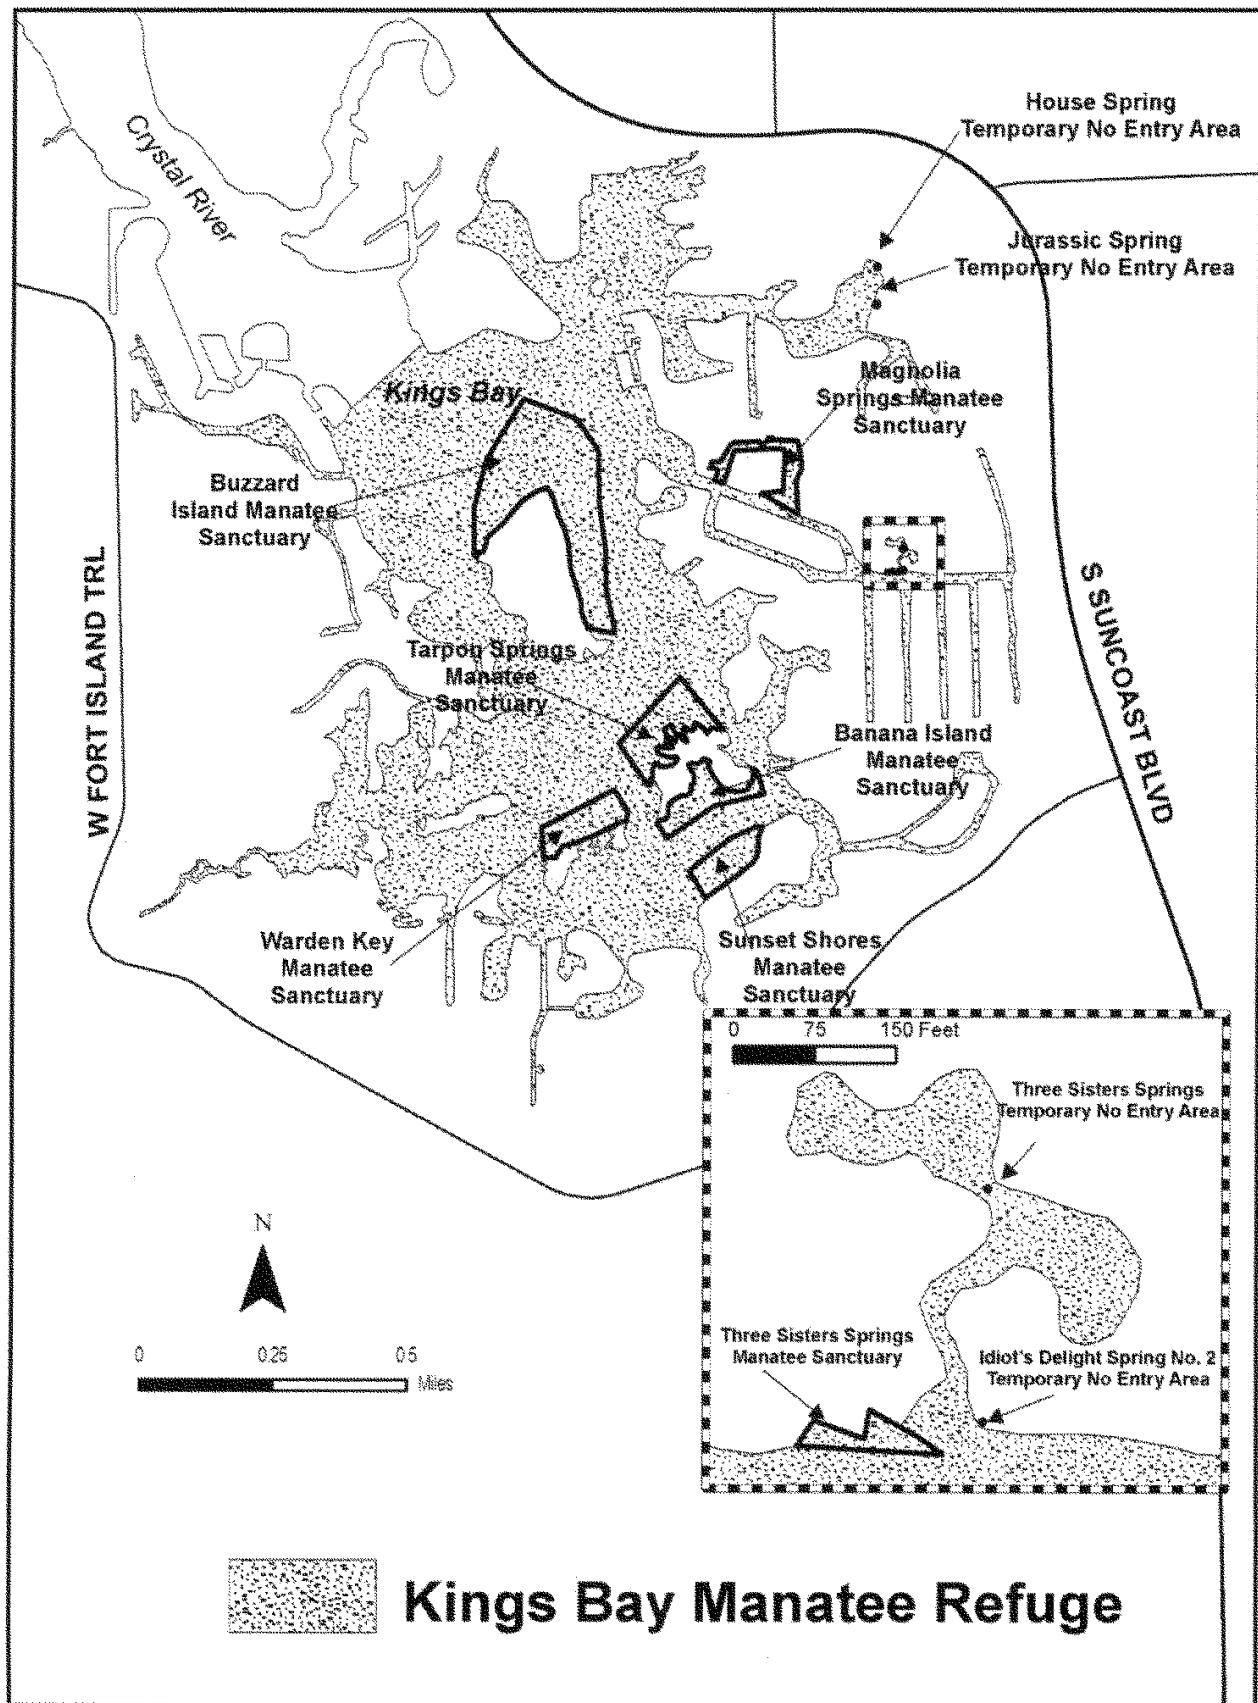 House Spring
Temporary No Entry Area
Crystal River
Jurassic Spring
Temporary No Entry Area
Magnolia
Springs Manatee
Sanctuary
Kings Bay
Buzzard
Island Manatee
Sanctuary
W FORT ISLAND TRL
S SUNCOAST BLVD
Tarpon Springs
Manatee
Sanctuary
Banana Island
Manatee
Sanctuary
Warden Key
Manatee
Sanctuary
Sunset Shores
Manatee
Sanctuary
0 75 150 Feet
Three Sisters Springs
Temporary No Entry Area
N
0 0.25 0.5
Miles
Three Sisters Springs
Manatee Sanctuary
Idiot's Delight Spring No. 2
Temporary No Entry Area
Kings Bay Manatee Refuge